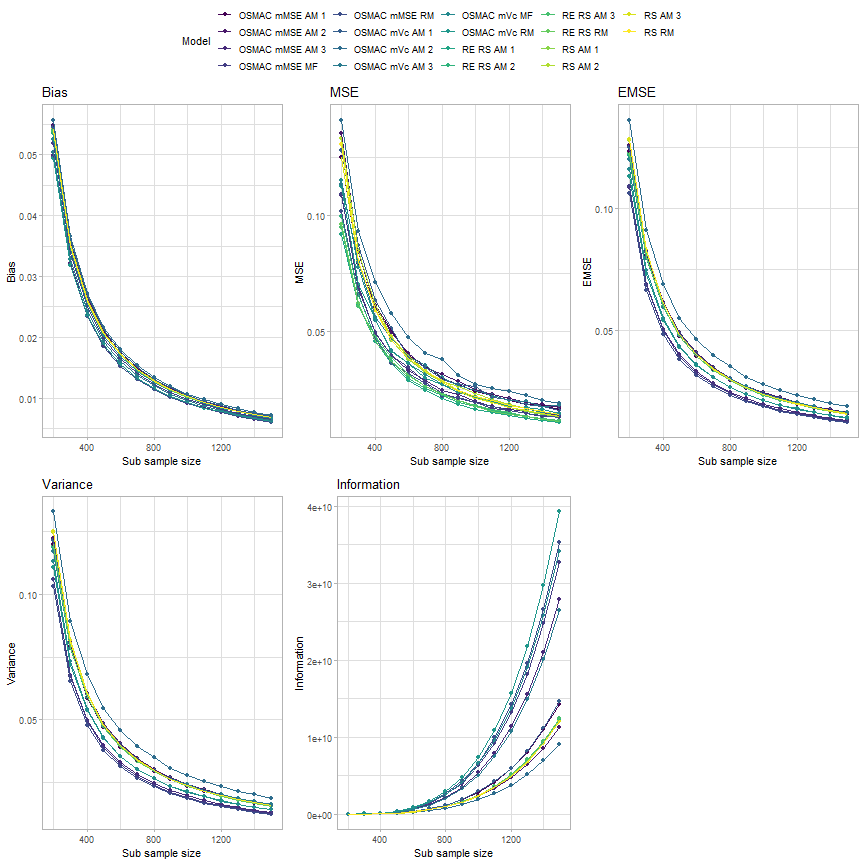 OSMAC mMSE AM 1 OSMAC mMSE RM OSMAC mVc MF RE RS AM 3 RS AM 3
OSMAC mMSE AM 2 OSMAC mVc AM 1 OSMAC mVc RM RE RS RM RS RM
Model
OSMAC mMSE AM 3 OSMAC mVc AM 2 RE RS AM 1 RS AM 1
OSMAC mMSE MF OSMAC mVc AM 3 RE RS AM 2 RS AM 2
Bias MSE EMSE
0.05
0.04
0.03
0.02
0.01
Bias
400 800 1200
Sub sample size
0.10
0.05
MSE
400 800 1200
Sub sample size
0.10
0.05
EMSE
400 800 1200
Sub sample size
Variance Information
0.10
0.05
Variance
400 800 1200
Sub sample size
4e+10
3e+10
2e+10
1e+10
0e+00
Information
400 800 1200
Sub sample size